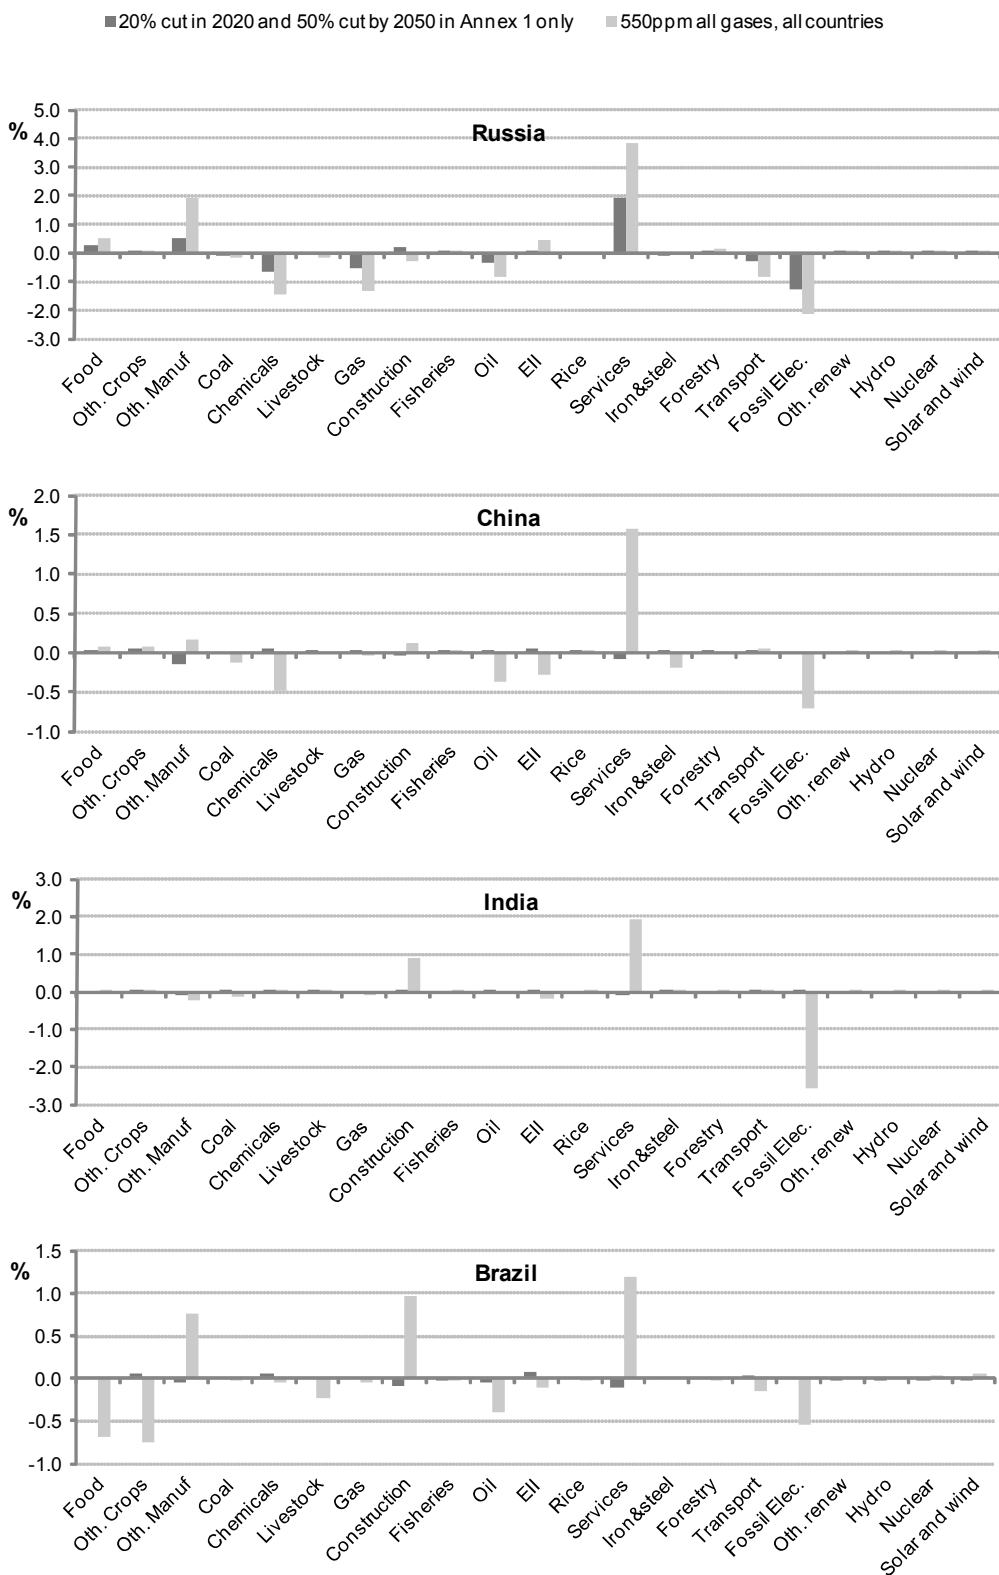 20% cut in 2020 and 50% cut by 2050 in Annex 1 only 550ppm all gases, all countries
%
Russia
5.0
4.0
3.0
2.0
1.0
0.0
-1.0
-2.0
-3.0
Food
Oth. Crops
Oth. Manuf
Coal
Chemicals
Livestock
Gas
Construction
Fisheries
Oil
EII
Rice
Services
Iron&steel
Forestry
Transport
Fossil Elec.
Oth. renew
Hydro
Nuclear
Solar and wind
%
China
2.0
1.5
1.0
0.5
0.0
-0.5
-1.0
Food
Oth. Crops
Oth. Manuf
Coal
Chemicals
Livestock
Gas
Construction
Fisheries
Oil
EII
Rice
Services
Iron&steel
Forestry
Transport
Fossil Elec.
Oth. renew
Hydro
Nuclear
Solar and wind
%
India
3.0
2.0
1.0
0.0
-1.0
-2.0
-3.0
Food
Oth. Crops
Oth. Manuf
Coal
Chemicals
Livestock
Gas
Construction
Fisheries
Oil
EII
Rice
Services
Iron&steel
Forestry
Transport
Fossil Elec.
Oth. renew
Hydro
Nuclear
Solar and wind
%
Brazil
1.5
1.0
0.5
0.0
-0.5
-1.0
Food
Oth. Crops
Oth. Manuf
Coal
Chemicals
Livestock
Gas
Construction
Fisheries
Oil
EII
Rice
Services
Iron&steel
Forestry
Transport
Fossil Elec.
Oth. renew
Hydro
Nuclear
Solar and wind